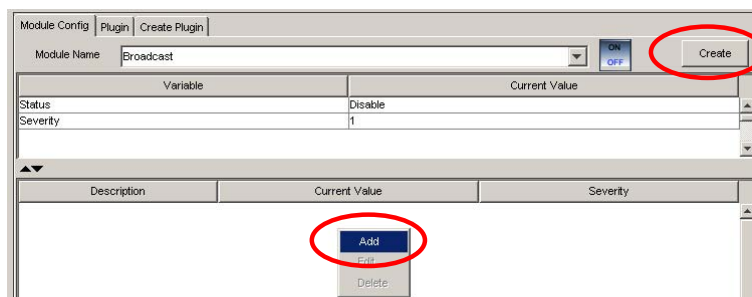 Module Config Plugin Create Plugin
Module Name Broadcast ON OFF Create
Variable Current Value
Status Disable
Severity 1
Description Current Value Severity
Add
Edit
Delete